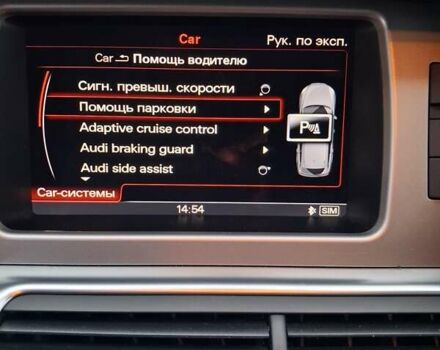 Car
Рук. по эксп.
Car Помощь водителю
Сигн. превыш. скорости
Помощь парковки
Adaptive cruise control
Audi braking guard
Audi side assist
P
Car-системы
14:54
SIM